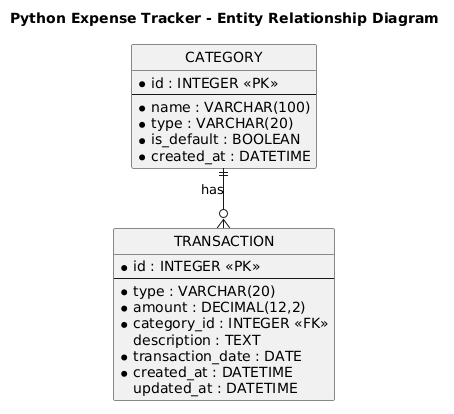 Python Expense Tracker - Entity Relationship Diagram
CATEGORY
id : INTEGER «PK»
name : VARCHAR(100)
type : VARCHAR(20)
is_default : BOOLEAN
created_at : DATETIME
has
TRANSACTION
id : INTEGER «PK»
type : VARCHAR(20)
amount : DECIMAL(12,2)
category_id : INTEGER «FK»
description : TEXT
transaction_date : DATE
created_at : DATETIME
updated_at : DATETIME